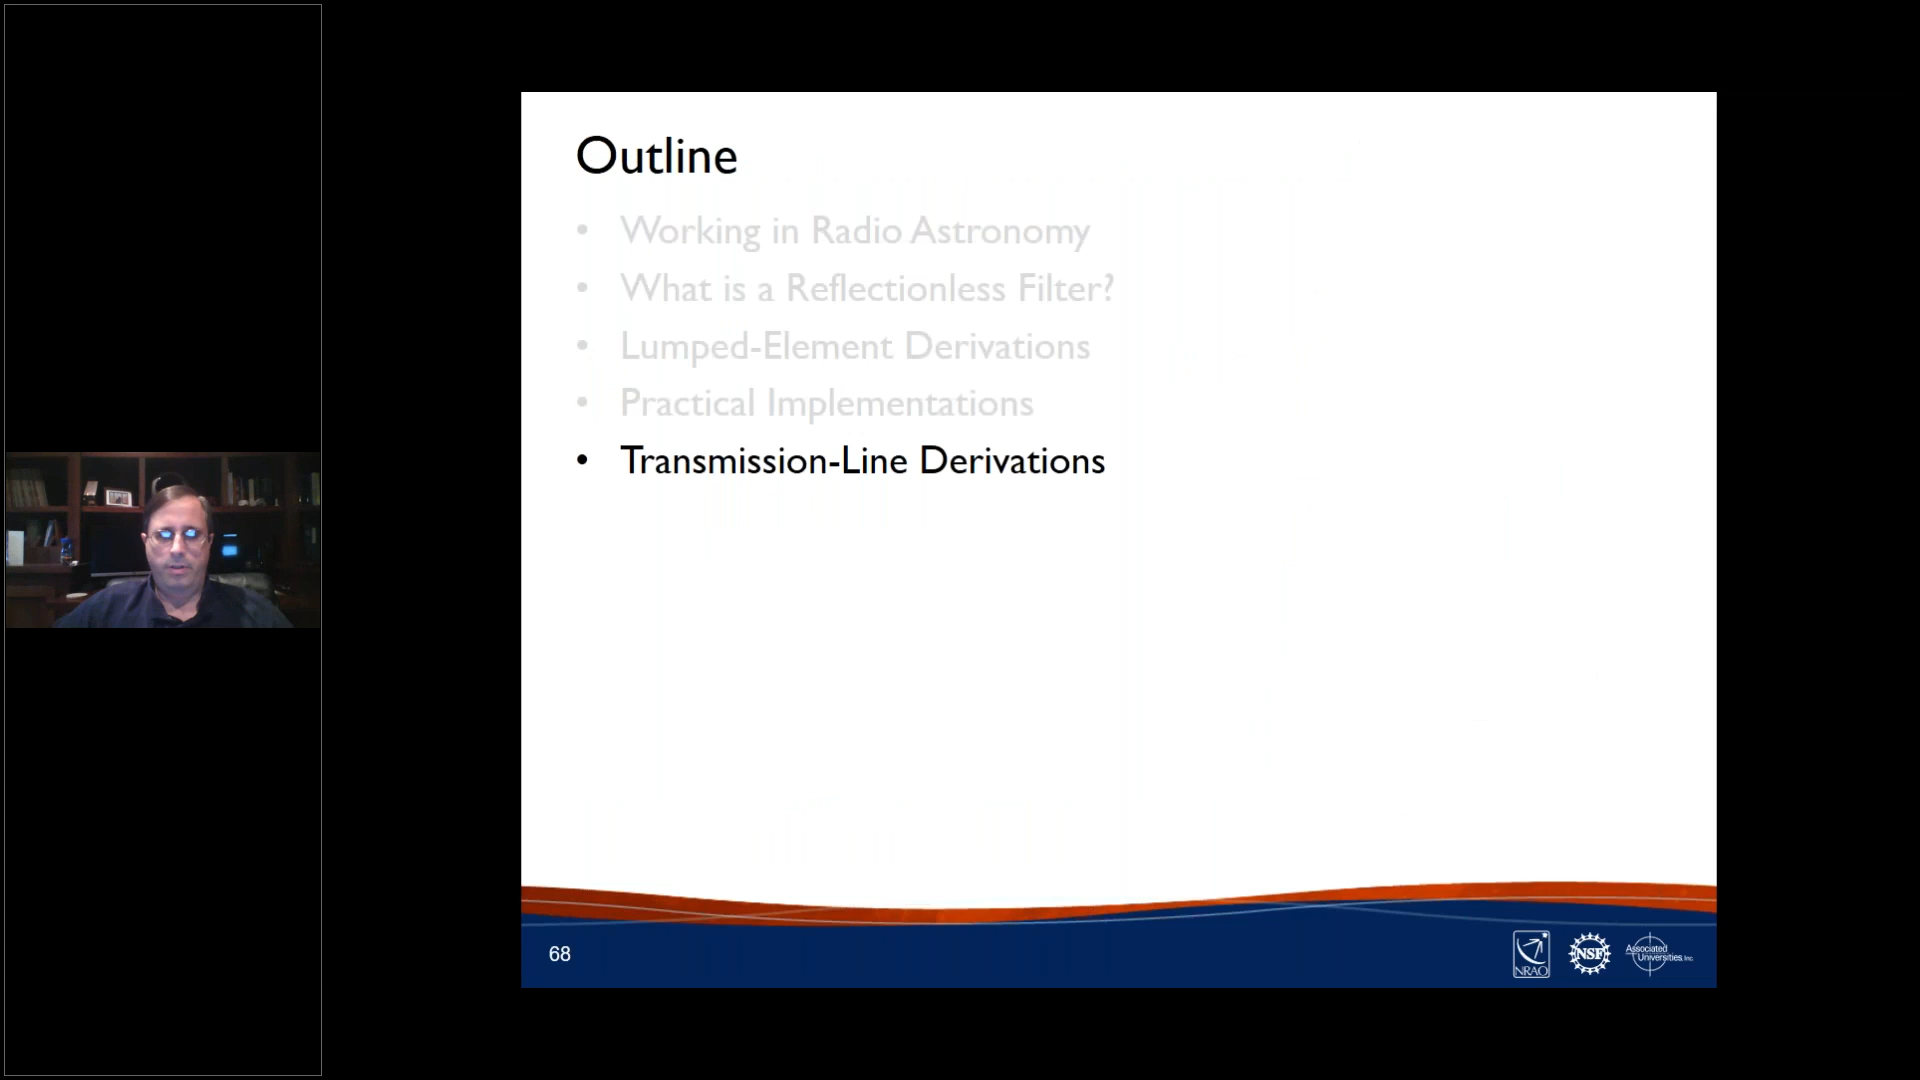 Outline
• Working in Radio Astronomy
• What is a Reflectionless Filter?
• Lumped-Element Derivations
• Practical Implementations
• Transmission-Line Derivations
68
NRAO
NSF
Associated
Universities, Inc.